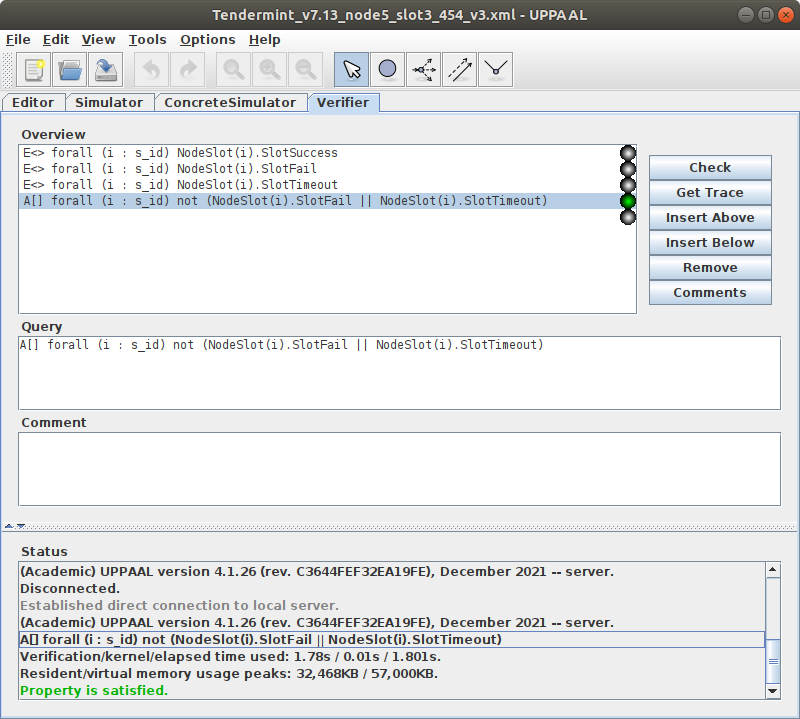 Tendermint_v7.13_node5_slot3_454_v3.xml - UPPAAL
File Edit View Tools Options Help
Editor Simulator ConcreteSimulator Verifier
Overview
E<> forall (i : s_id) NodeSlot(i).SlotSuccess
E<> forall (i : s_id) NodeSlot(i).SlotFail
E<> forall (i : s_id) NodeSlot(i).SlotTimeout
A[] forall (i : s_id) not (NodeSlot(i).SlotFail || NodeSlot(i).SlotTimeout)
Check
Get Trace
Insert Above
Insert Below
Remove
Comments
Query
A[] forall (i : s_id) not (NodeSlot(i).SlotFail || NodeSlot(i).SlotTimeout)
Comment
Status
(Academic) UPPAAL version 4.1.26 (rev. C3644FEF32EA19FE), December 2021 -- server.
Disconnected.
Established direct connection to local server.
(Academic) UPPAAL version 4.1.26 (rev. C3644FEF32EA19FE), December 2021 -- server.
A[] forall (i : s_id) not (NodeSlot(i).SlotFail || NodeSlot(i).SlotTimeout)
Verification/kernel/elapsed time used: 1.78s / 0.01s / 1.801s.
Resident/virtual memory usage peaks: 32,468KB / 57,000KB.
Property is satisfied.